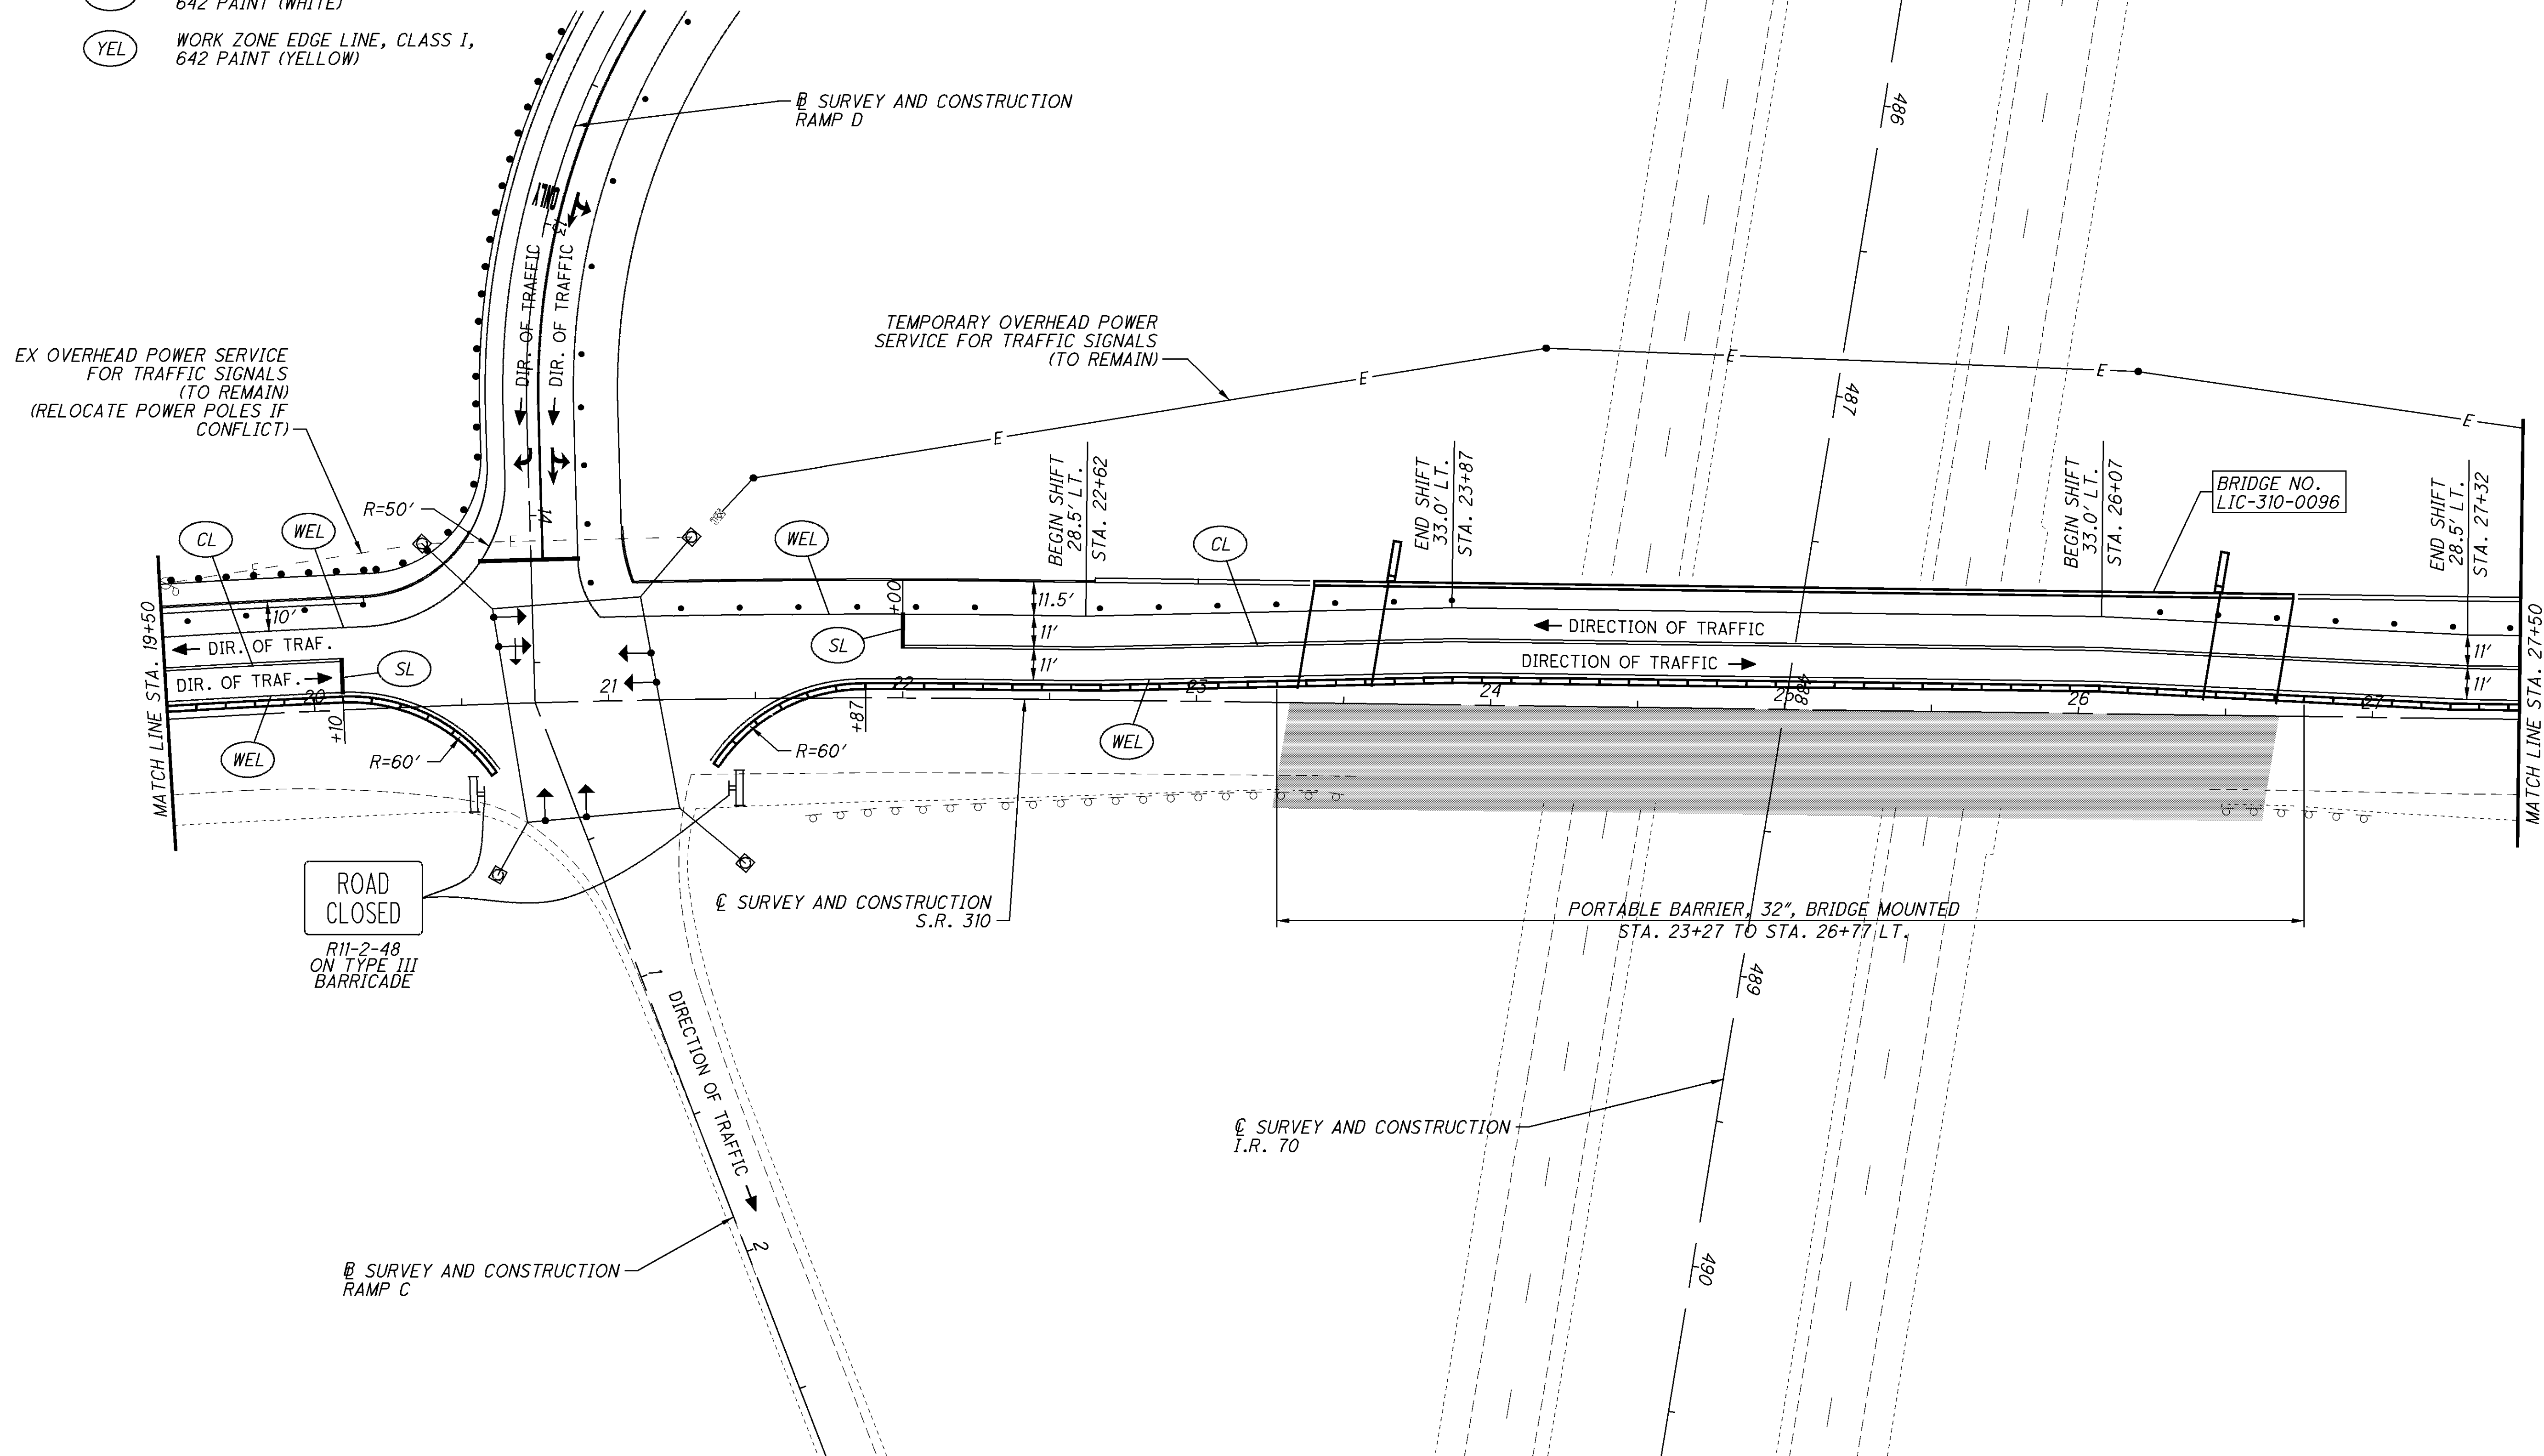 642 PAINT (WHITE)
YEL
WORK ZONE EDGE LINE, CLASS I,
642 PAINT (YELLOW)
℄ SURVEY AND CONSTRUCTION
RAMP D
ONLY
13
DIR. OF TRAFFIC
DIR. OF TRAFFIC
14
EX OVERHEAD POWER SERVICE
FOR TRAFFIC SIGNALS
(TO REMAIN)
(RELOCATE POWER POLES IF
CONFLICT)
TEMPORARY OVERHEAD POWER
SERVICE FOR TRAFFIC SIGNALS
(TO REMAIN)
E
E
E
E
E
E
E
486
487
488
489
490
R=50'
CL
WEL
WEL
CL
BEGIN SHIFT
28.5' LT.
STA. 22+62
END SHIFT
33.0' LT.
STA. 23+87
BEGIN SHIFT
33.0' LT.
STA. 26+07
END SHIFT
28.5' LT.
STA. 27+32
BRIDGE NO.
LIC-310-0096
MATCH LINE STA. 19+50
MATCH LINE STA. 27+50
10'
+00
11.5'
11'
11'
11'
11'
DIR. OF TRAF.
DIR. OF TRAF.
SL
SL
DIRECTION OF TRAFFIC
DIRECTION OF TRAFFIC
20
21
22
23
24
25
26
27
+10
+87
WEL
WEL
R=60'
R=60'
ROAD
CLOSED
R11-2-48
ON TYPE III
BARRICADE
℄ SURVEY AND CONSTRUCTION
S.R. 310
PORTABLE BARRIER, 32", BRIDGE MOUNTED
STA. 23+27 TO STA. 26+77 LT.
1
DIRECTION OF TRAFFIC
2
℄ SURVEY AND CONSTRUCTION
I.R. 70
℄ SURVEY AND CONSTRUCTION
RAMP C